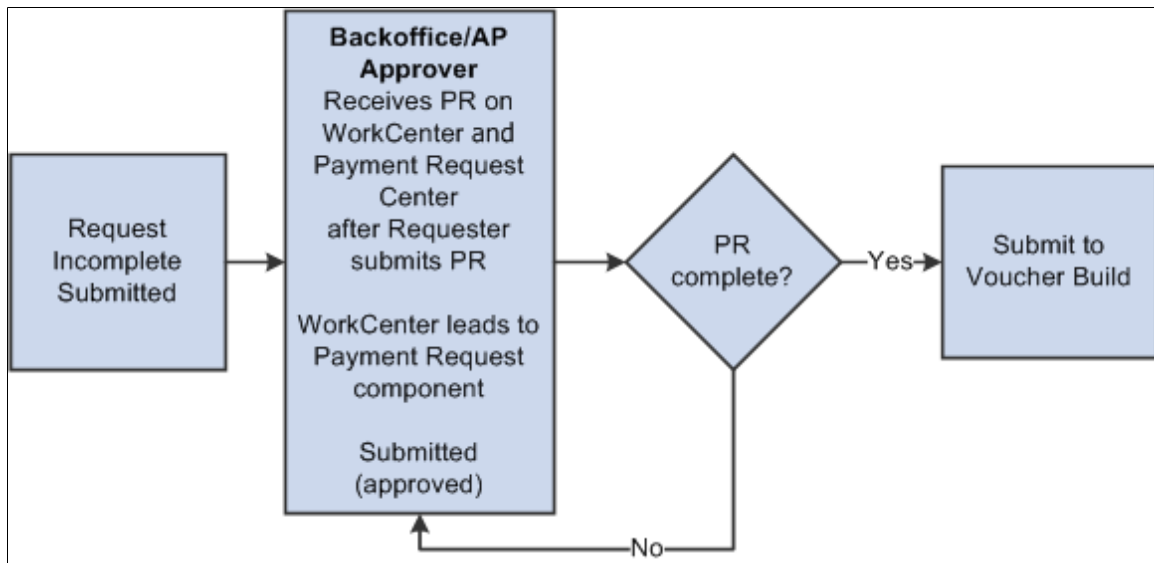 Request
Incomplete
Submitted
Backoffice/AP
Approver
Receives PR on
WorkCenter and
Payment Request
Center
after Requester
submits PR
WorkCenter leads to
Payment Request
component
Submitted
(approved)
PR
complete?
Yes
Submit to
Voucher Build
No